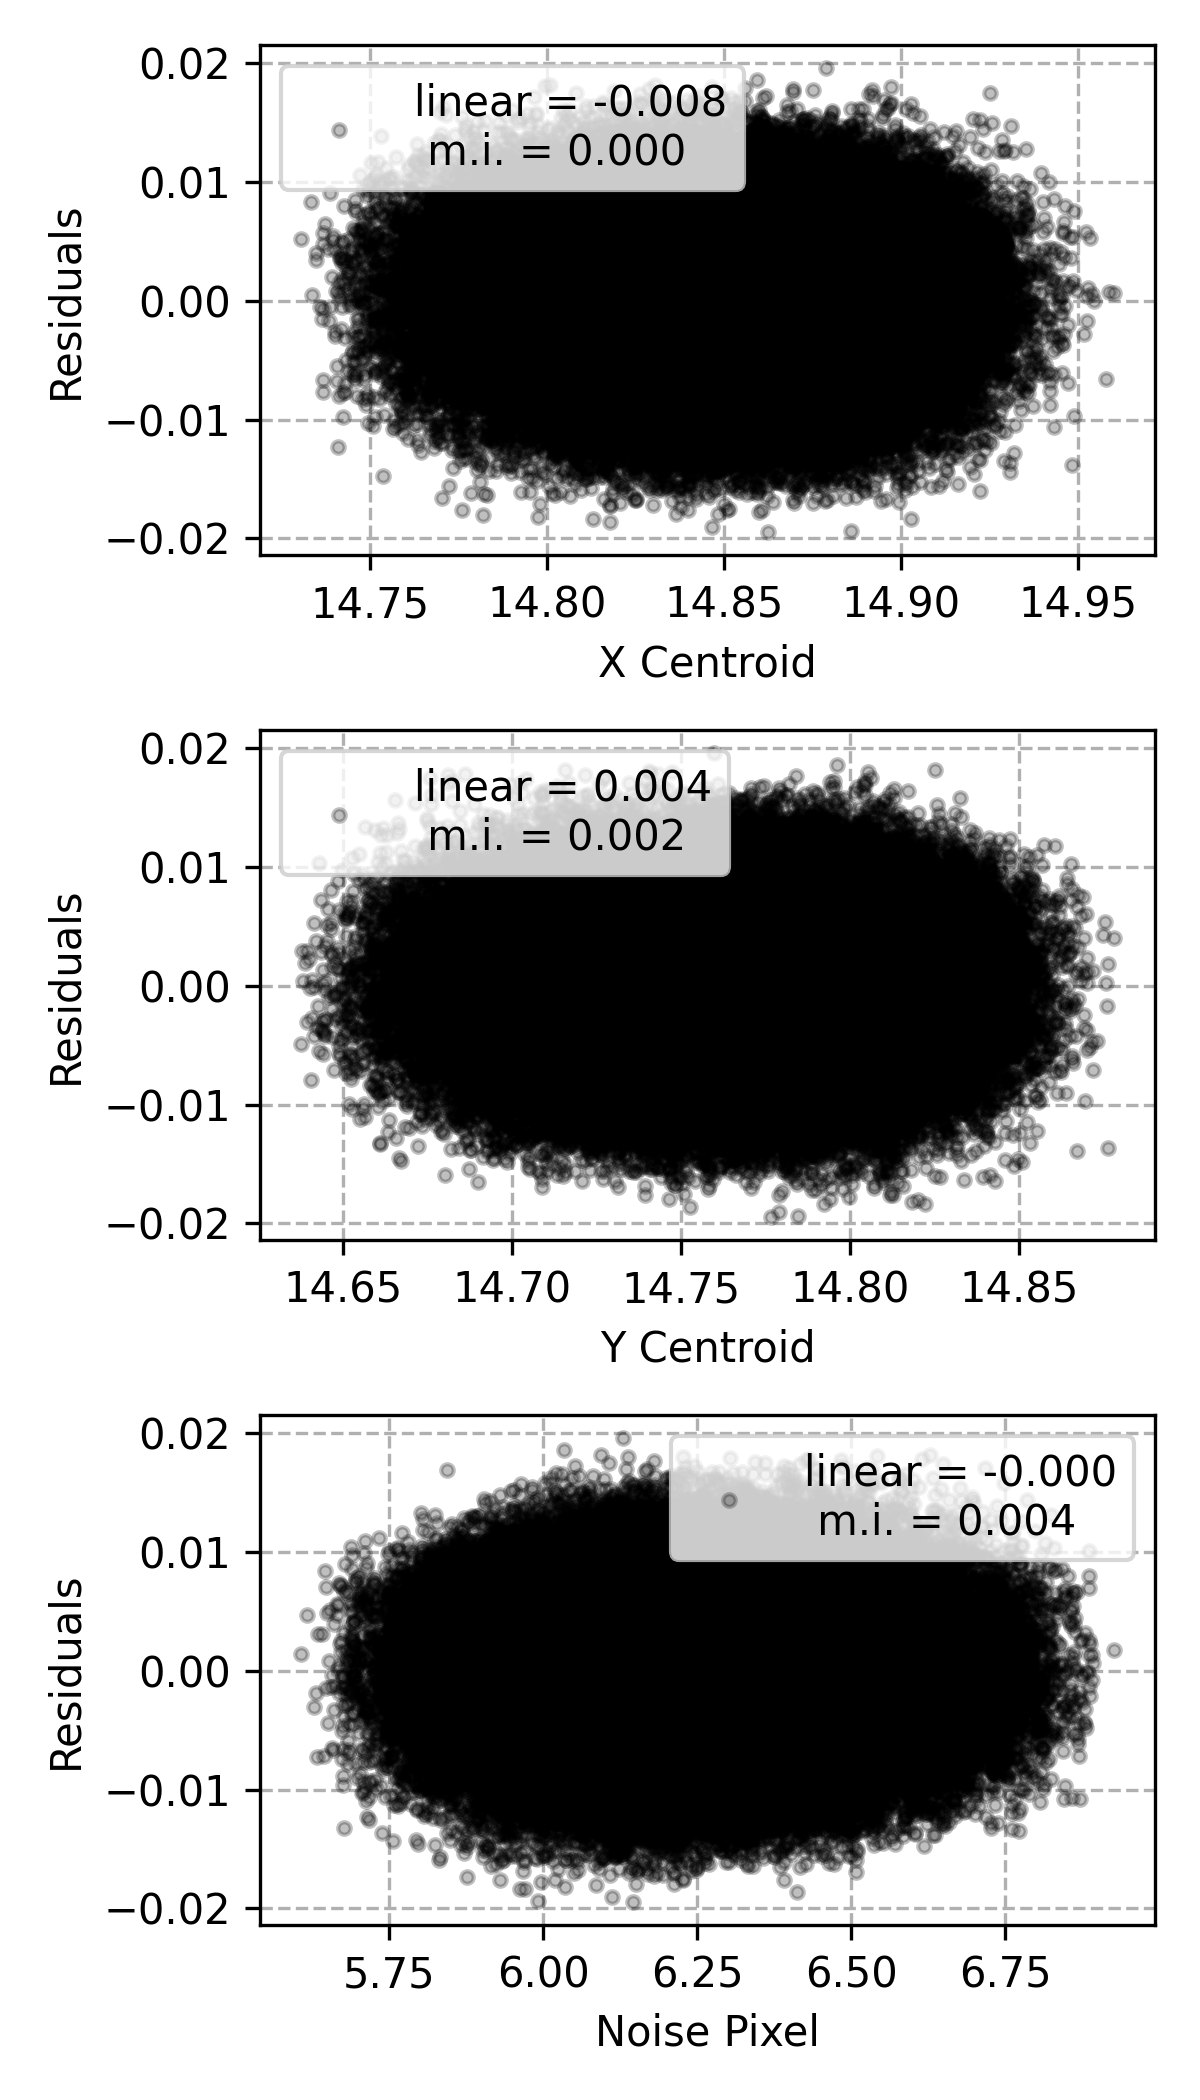 0.02
linear = -0.008
m.i. = 0.000
0.01
0.00
−0.01
−0.02
Residuals
14.75 14.80 14.85 14.90 14.95
X Centroid
0.02
linear = 0.004
m.i. = 0.002
0.01
0.00
−0.01
−0.02
Residuals
14.65 14.70 14.75 14.80 14.85
Y Centroid
0.02
linear = -0.000
m.i. = 0.004
0.01
0.00
−0.01
−0.02
Residuals
5.75 6.00 6.25 6.50 6.75
Noise Pixel